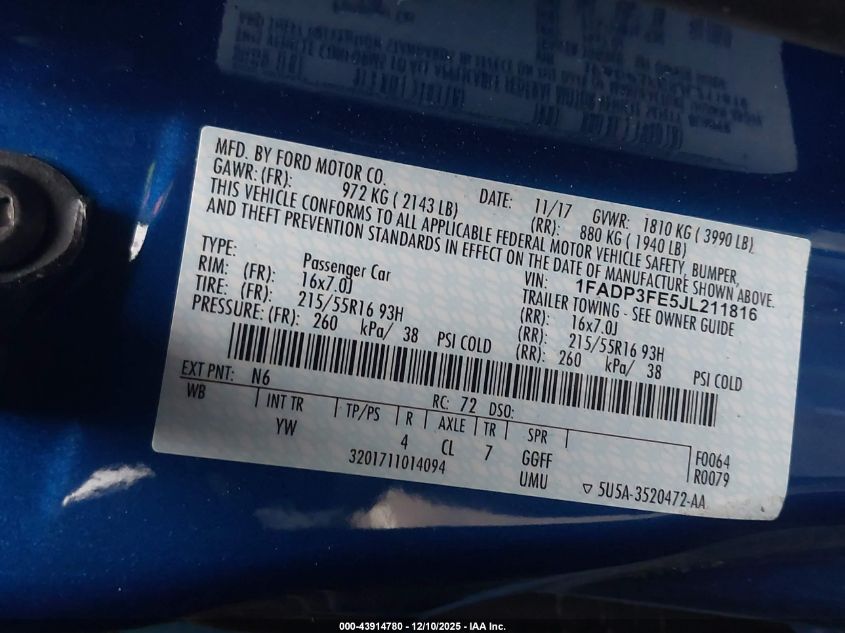 MFD. BY FORD MOTOR CO. DATE: 11/17 GVWR: 1810 KG ( 3990 LB)
GAWR: (FR): 972 KG ( 2143 LB) (RR): 880 KG ( 1940 LB)
THIS VEHICLE CONFORMS TO ALL APPLICABLE FEDERAL MOTOR VEHICLE SAFETY, BUMPER,
AND THEFT PREVENTION STANDARDS IN EFFECT ON THE DATE OF MANUFACTURE SHOWN ABOVE.
VIN: 1FADP3FE5JL211816
TYPE: Passenger Car TRAILER TOWING - SEE OWNER GUIDE
RIM: (FR): 16x7.0J (RR): 16x7.0J
TIRE: (FR): 215/55R16 93H (RR): 215/55R16 93H
PRESSURE: (FR): 260 kPa/ 38 PSI COLD (RR): 260 kPa/ 38 PSI COLD
EXT PNT: N6 RC: 72 DSO:
WB INT TR TP/PS R AXLE TR SPR
YW 4 CL 7 GGFF F0064
3201711014094 UMU R0079
▽ 5U5A-3520472-AA
000-43914780 - 12/10/2025 - IAA Inc.